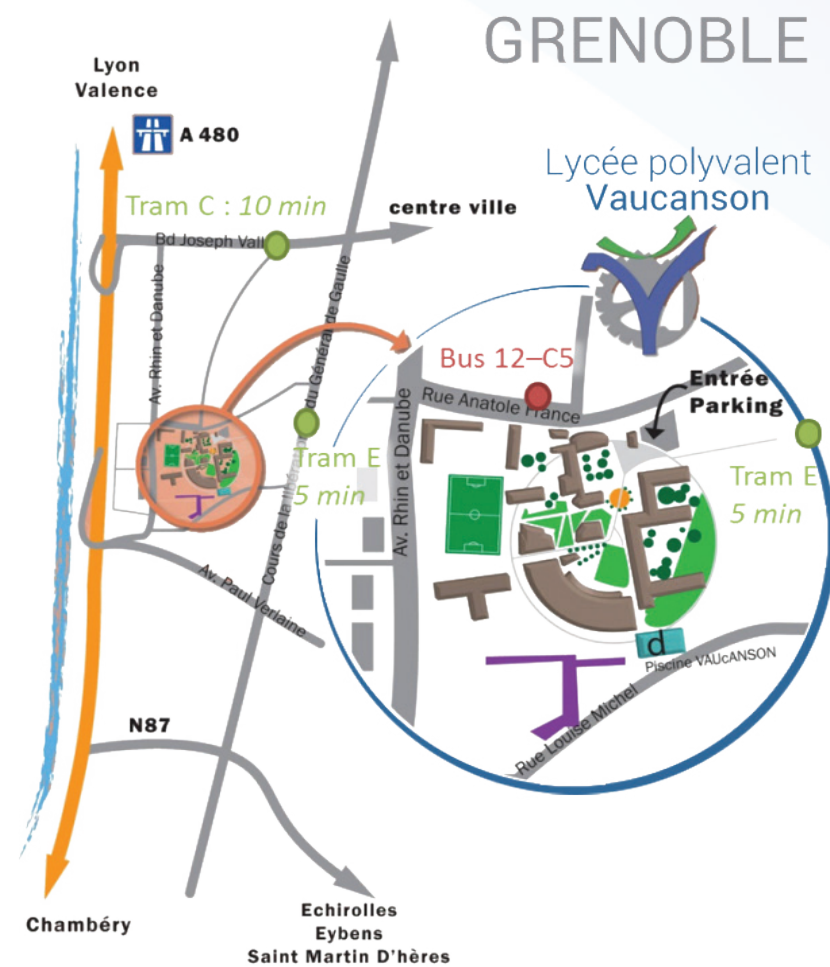 GRENOBLE
Lyon
Valence
A 480
Lycée polyvalent
Vaucanson
Tram C : 10 min
centre ville
Bd Joseph Vall
Av. Rhin et Danube
du Général de Gaulle
Bus 12–C5
Entrée
Parking
Rue Anatole France
Av. Rhin et Danube
Tram E
5 min
Tram E
5 min
Cours de la libér
Av. Paul Verlaine
d
Piscine VAUcANSON
Rue Louise Michel
N87
Chambéry
Echirolles
Eybens
Saint Martin D'hères